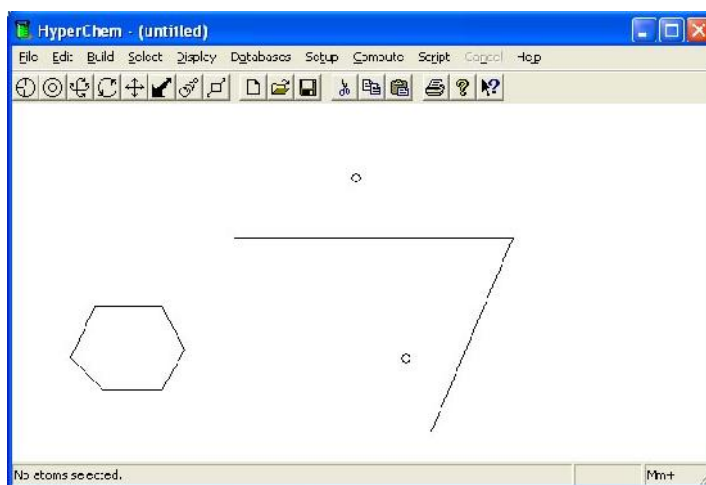 HyperChem - (untitled)
File Edit Build Select Display Databases Setup Compute Script Cancel Help
No atoms selected.
Mm+